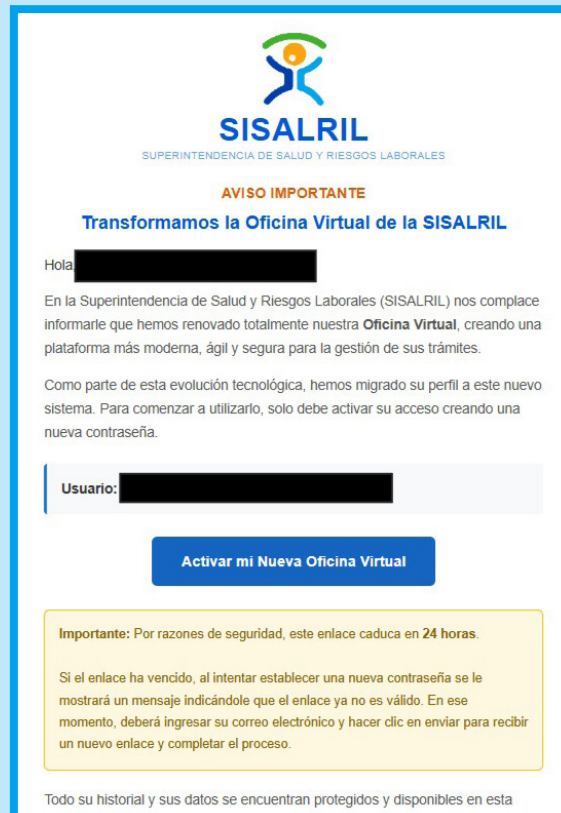 SISALRIL
SUPERINTENDENCIA DE SALUD Y RIESGOS LABORALES
AVISO IMPORTANTE
Transformamos la Oficina Virtual de la SISALRIL
Hola
En la Superintendencia de Salud y Riesgos Laborales (SISALRIL) nos complace
informarle que hemos renovado totalmente nuestra Oficina Virtual, creando una
plataforma más moderna, ágil y segura para la gestión de sus trámites.
Como parte de esta evolución tecnológica, hemos migrado su perfil a este nuevo
sistema. Para comenzar a utilizarlo, solo debe activar su acceso creando una
nueva contraseña.
Usuario:
Activar mi Nueva Oficina Virtual
Importante: Por razones de seguridad, este enlace caduca en 24 horas.
Si el enlace ha vencido, al intentar establecer una nueva contraseña se le
mostrará un mensaje indicándole que el enlace ya no es válido. En ese
momento, deberá ingresar su correo electrónico y hacer clic en enviar para recibir
un nuevo enlace y completar el proceso.
Todo su historial y sus datos se encuentran protegidos y disponibles en esta